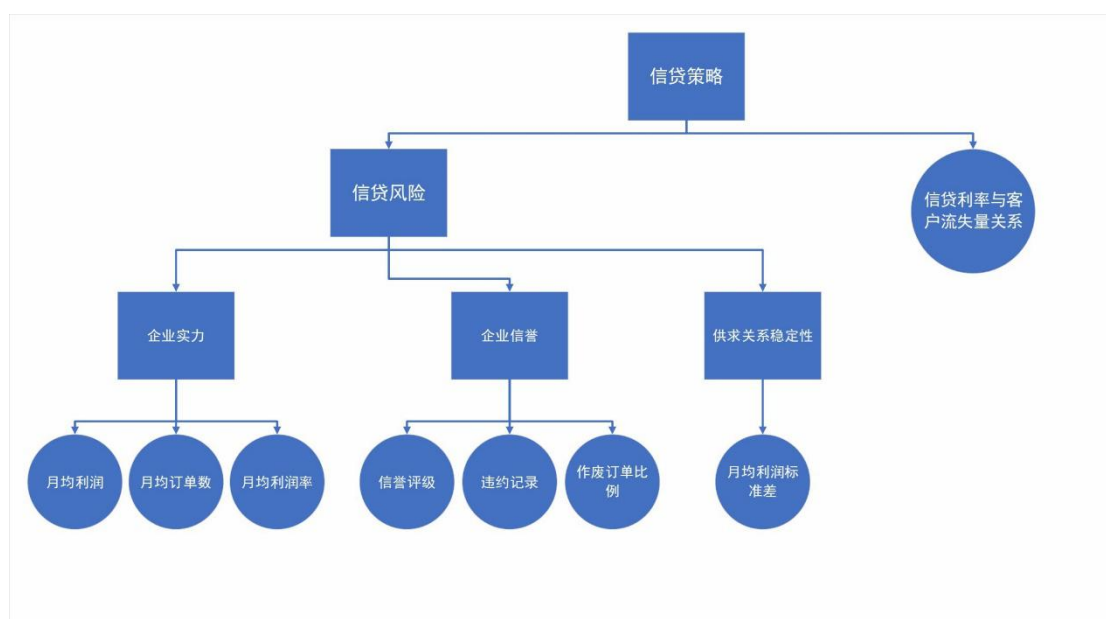 信贷策略
信贷风险
信贷利率与客
户流失量关系
企业实力
企业信誉
供求关系稳定性
月均利润
月均订单数
月均利润率
信誉评级
违约记录
作废订单比
例
月均利润标
准差